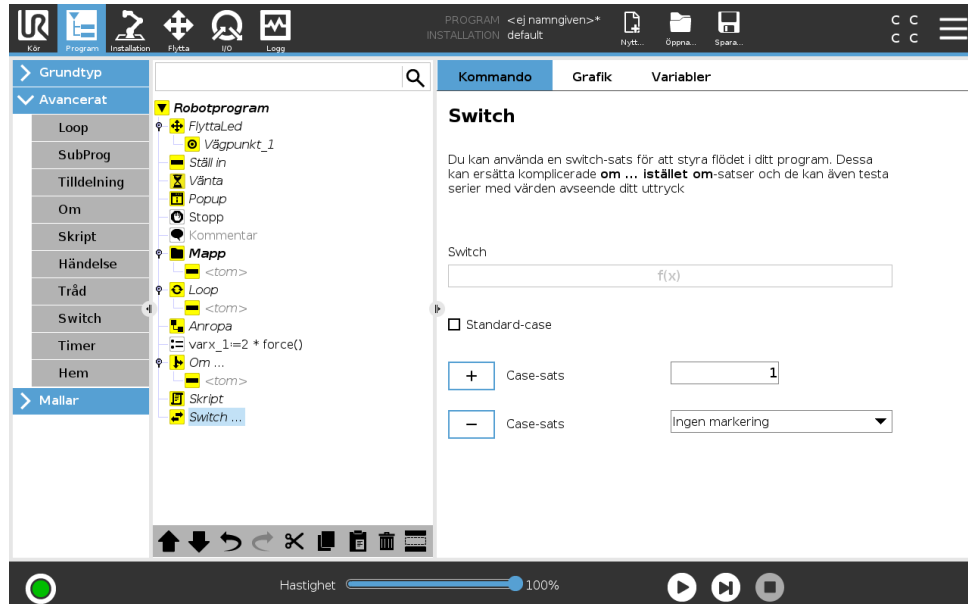 UR
PROGRAM <ej namngiven>*
INSTALLATION default
C C
C C
Kör
Program
Installation
Flytta
I/O
Logg
Nytt...
Öppna...
Spara...
Grundtyp
Avancerat
Loop
SubProg
Tilldelning
Om
Skript
Händelse
Tråd
Switch
Timer
Hem
Mallar
Robotprogram
FlyttaLed
Vägpunkt_1
Ställ in
Vänta
Popup
Stopp
Kommentar
Mapp
<tom>
Loop
<tom>
Anropa
varx_1:=2 * force()
Om ...
<tom>
Skript
Switch ...
Kommando
Grafik
Variabler
Switch
Du kan använda en switch-sats för att styra flödet i ditt program. Dessa
kan ersätta komplicerade om ... istället om-satser och de kan även testa
serier med värden avseende ditt uttryck
Switch
f(x)
Standard-case
+ Case-sats 1
− Case-sats Ingen markering
Hastighet 100%